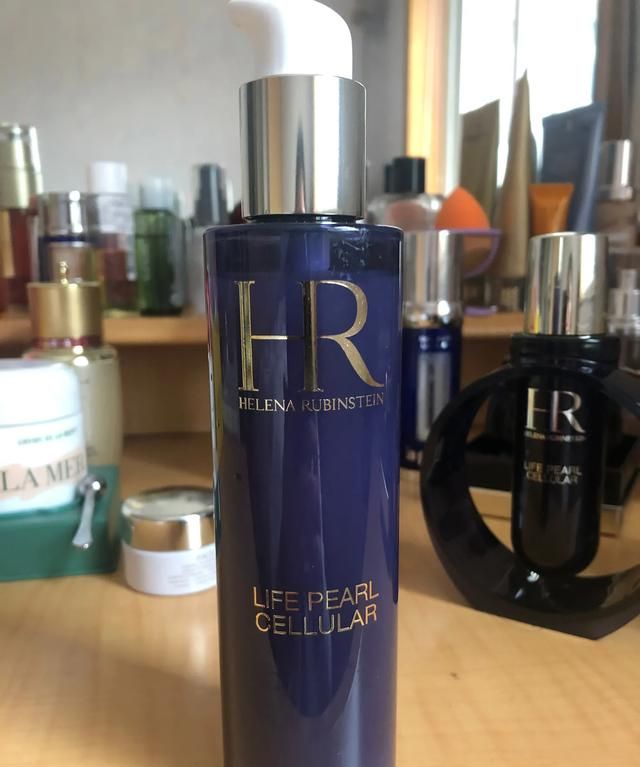 HR
HELENA RUBINSTEIN
LIFE PEARL
CELLULAR
LA MER
HR
HELENA RUBINSTEIN
LIFE PEARL
CELLULAR